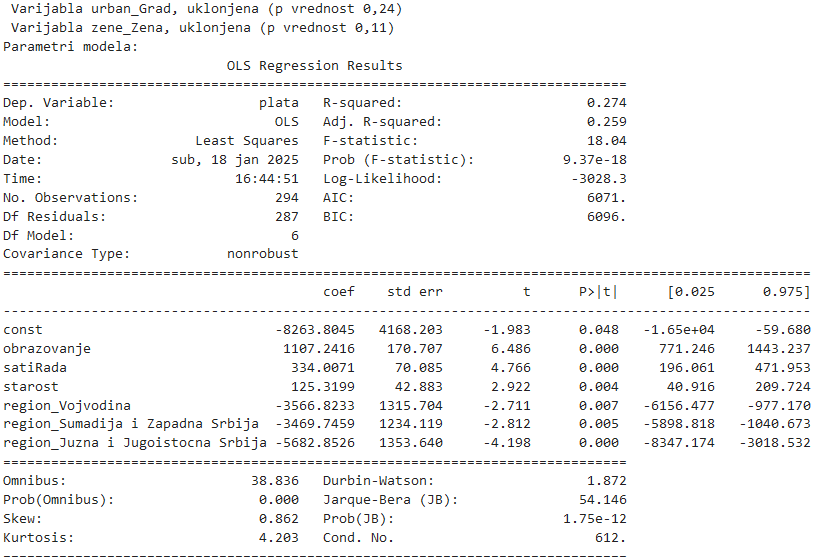 Varijabla urban_Grad, uklonjena (p vrednost 0,24)
Varijabla zene_Zena, uklonjena (p vrednost 0,11)
Parametri modela:
OLS Regression Results
==============================================================================
Dep. Variable: plata R-squared: 0.274
Model: OLS Adj. R-squared: 0.259
Method: Least Squares F-statistic: 18.04
Date: sub, 18 jan 2025 Prob (F-statistic): 9.37e-18
Time: 16:44:51 Log-Likelihood: -3028.3
No. Observations: 294 AIC: 6071.
Df Residuals: 287 BIC: 6096.
Df Model: 6
Covariance Type: nonrobust
=====================================================================================================
coef std err t P>|t| [0.025 0.975]
-----------------------------------------------------------------------------------------------------
const -8263.8045 4168.203 -1.983 0.048 -1.65e+04 -59.680
obrazovanje 1107.2416 170.707 6.486 0.000 771.246 1443.237
satiRada 334.0071 70.085 4.766 0.000 196.061 471.953
starost 125.3199 42.883 2.922 0.004 40.916 209.724
region_Vojvodina -3566.8233 1315.704 -2.711 0.007 -6156.477 -977.170
region_Sumadija i Zapadna Srbija -3469.7459 1234.119 -2.812 0.005 -5898.818 -1040.673
region_Juzna i Jugoistocna Srbija -5682.8526 1353.640 -4.198 0.000 -8347.174 -3018.532
==============================================================================
Omnibus: 38.836 Durbin-Watson: 1.872
Prob(Omnibus): 0.000 Jarque-Bera (JB): 54.146
Skew: 0.862 Prob(JB): 1.75e-12
Kurtosis: 4.203 Cond. No. 612.
------------------------------------------------------------------------------